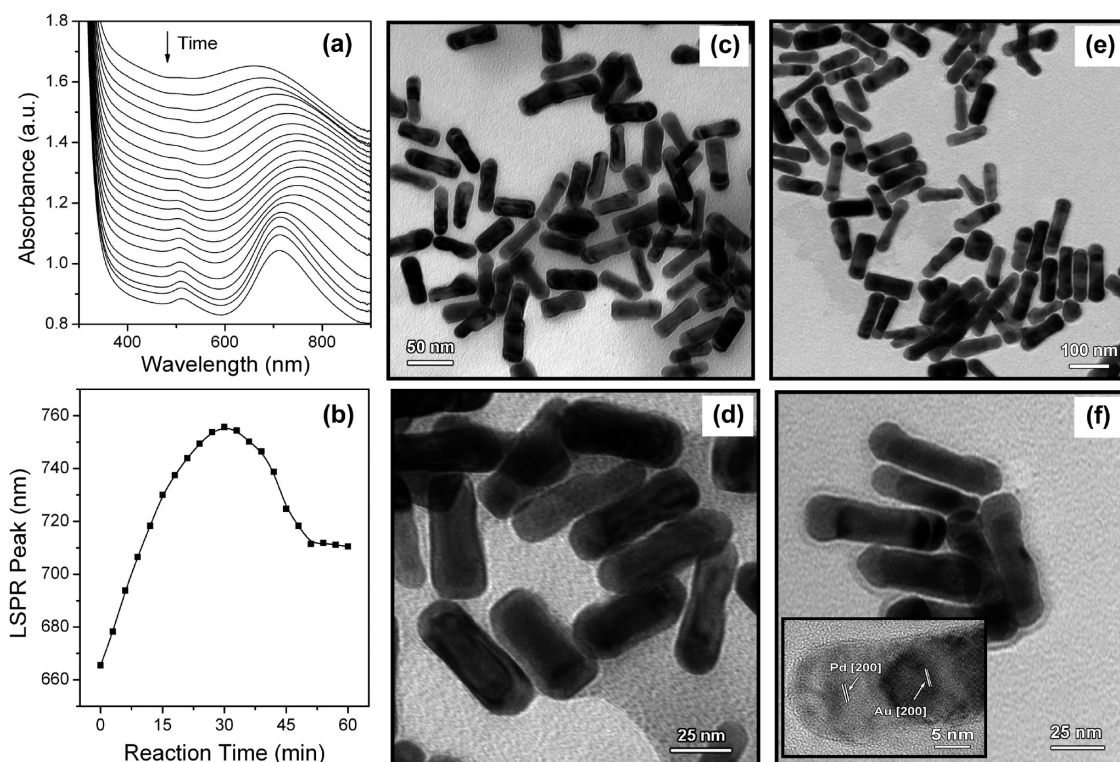 (a)
Time
1.8
1.6
1.4
1.2
1.0
0.8
Absorbance (a.u.)
400 600 800
Wavelength (nm)
(b)
760
740
720
700
680
660
LSPR Peak (nm)
0 15 30 45 60
Reaction Time (min)
(c)
50 nm
(d)
25 nm
(e)
100 nm
(f)
Pd [200]
Au [200]
5 nm
25 nm